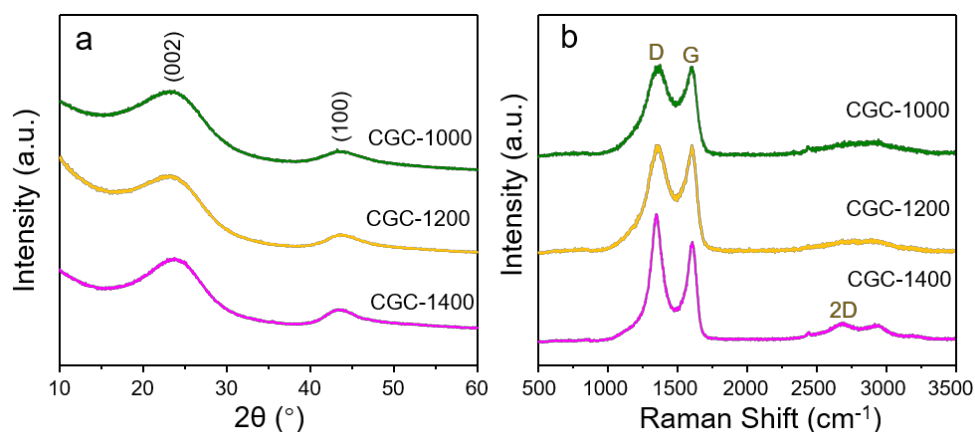 a
(002)
(100)
CGC-1000
CGC-1200
CGC-1400
Intensity (a.u.)
10
20
30
40
50
60
2θ (°)
b
D
G
CGC-1000
CGC-1200
CGC-1400
2D
Intensity (a.u.)
500
1000
1500
2000
2500
3000
3500
Raman Shift (cm⁻¹)